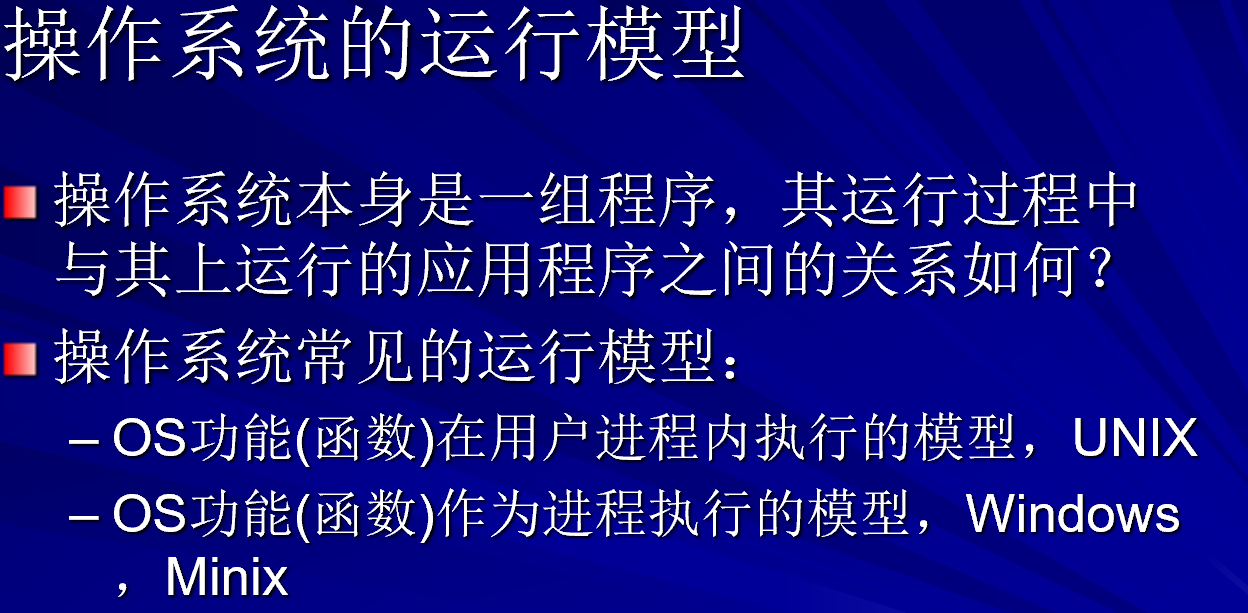 操作系统的运行模型
操作系统本身是一组程序，其运行过程中
与其上运行的应用程序之间的关系如何？
操作系统常见的运行模型：
– OS功能(函数)在用户进程内执行的模型，UNIX
– OS功能(函数)作为进程执行的模型，Windows
，Minix